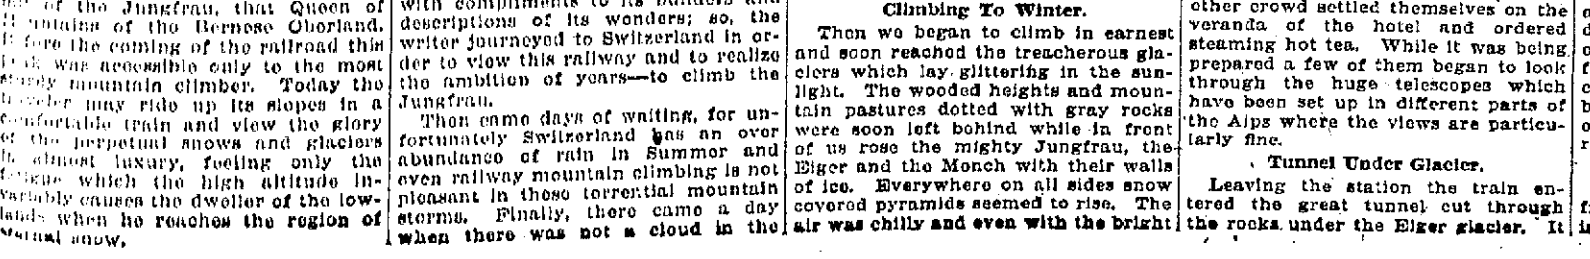 of the Jungfrau, that Queen of
of the Bernese Oberland.
the coming of the railroad this
was accessible only to the most
mountain climber. Today the
may ride up its slopes in a
train and view the glory
of the perpetual snows and glaciers
in almost luxury, feeling only the
which the high altitude in-
variably causes the dweller of the low-
lands when he reaches the region of
snow.
with compliments to its builders and
descriptions of its wonders; so, the
writer journeyed to Switzerland in or-
der to view this railway and to realize
the ambition of years—to climb the
Jungfrau.
Then came days of waiting, for un-
fortunately Switzerland has an over
abundance of rain in Summer and
even railway mountain climbing is not
pleasant in these torrential mountain
storms. Finally, there came a day
when there was not a cloud in the
Climbing To Winter.
Then we began to climb in earnest
and soon reached the treacherous gla-
ciers which lay glittering in the sun-
light. The wooded heights and moun-
tain pastures dotted with gray rocks
were soon left behind while in front
of us rose the mighty Jungfrau, the
Eiger and the Monch with their walls
of ice. Everywhere on all sides snow
covered pyramids seemed to rise. The
air was chilly and even with the bright
other crowd settled themselves on the
veranda of the hotel and ordered
steaming hot tea. While it was being
prepared a few of them began to look
through the huge telescopes which
have been set up in different parts of
the Alps where the views are particu-
larly fine.
Tunnel Under Glacier.
Leaving the station the train en-
tered the great tunnel cut through
the rocks under the Eiger glacier. It